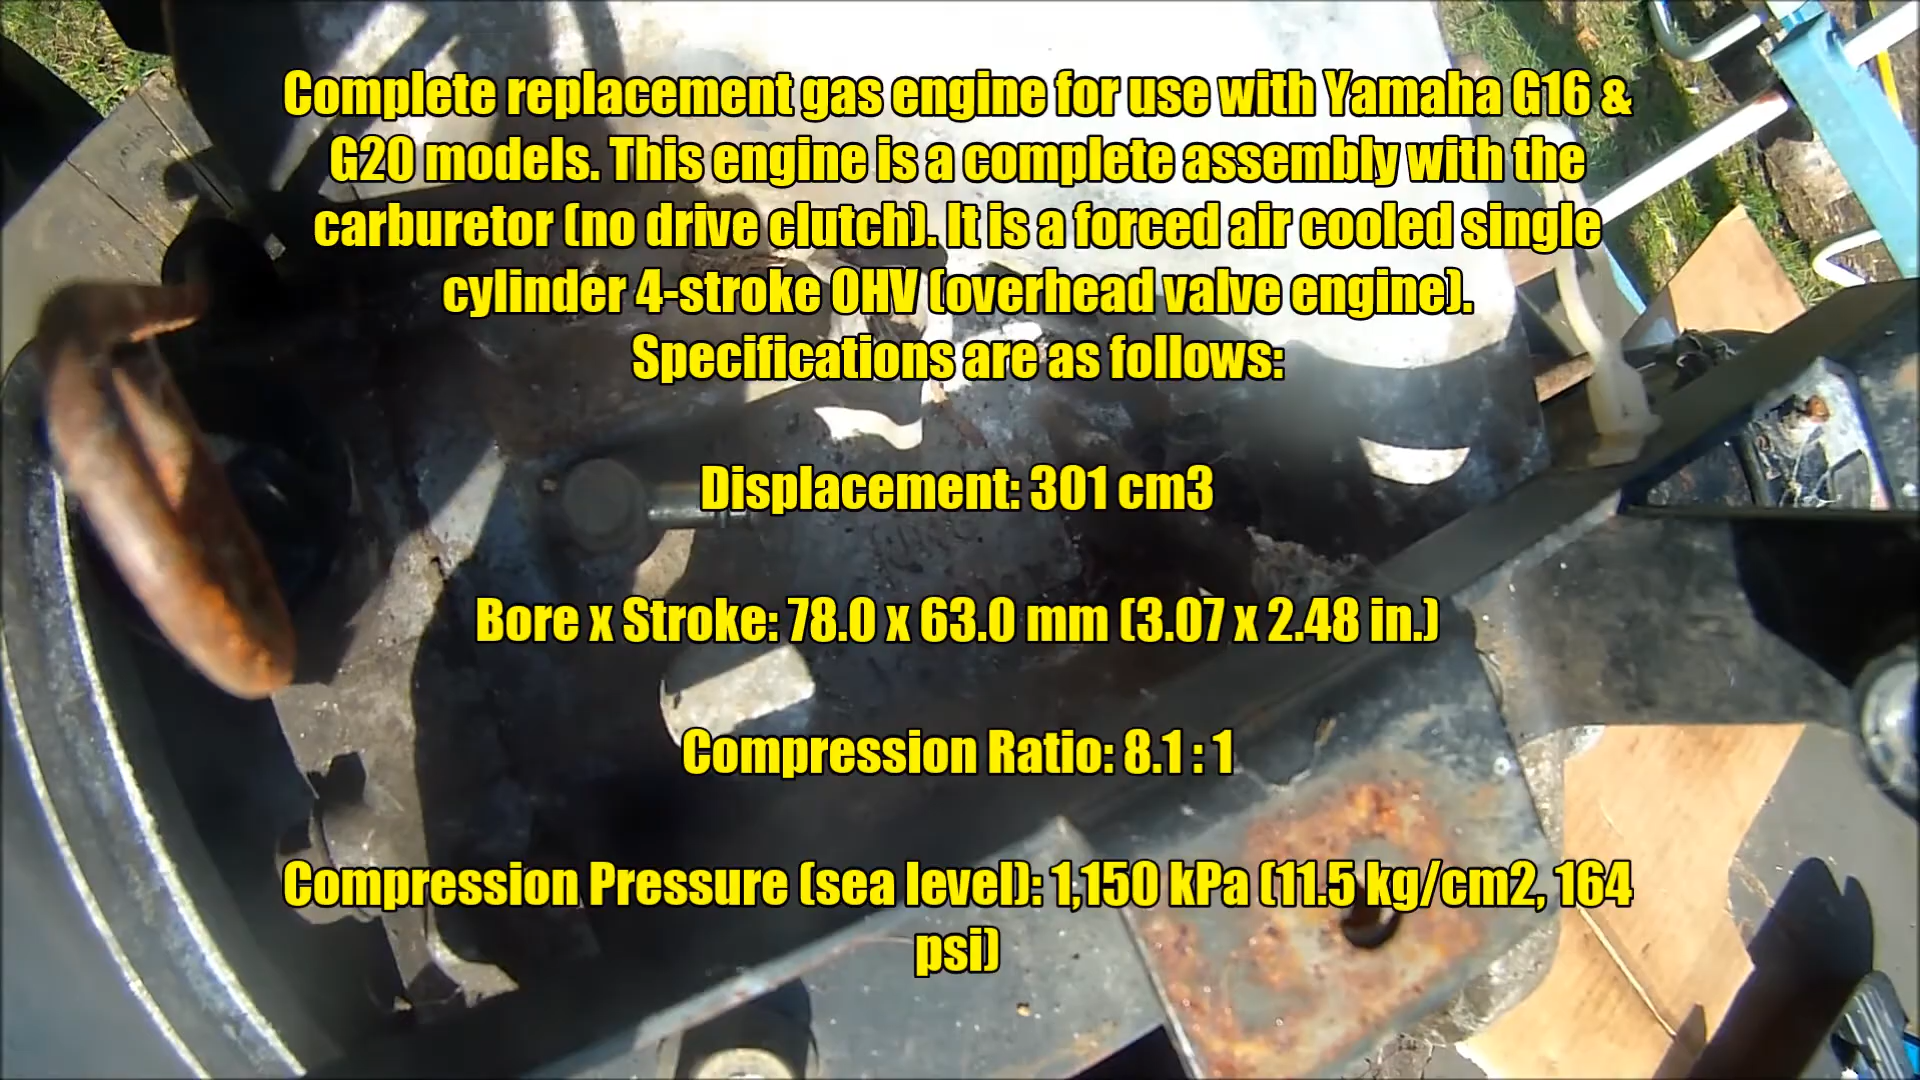 Complete replacement gas engine for use with Yamaha G16 &
G20 models. This engine is a complete assembly with the
carburetor (no drive clutch). It is a forced air cooled single
cylinder 4-stroke OHV (overhead valve engine).
Specifications are as follows:
Displacement: 301 cm3
Bore x Stroke: 78.0 x 63.0 mm (3.07 x 2.48 in.)
Compression Ratio: 8.1 : 1
Compression Pressure (sea level): 1,150 kPa (11.5 kg/cm2, 164
psi)